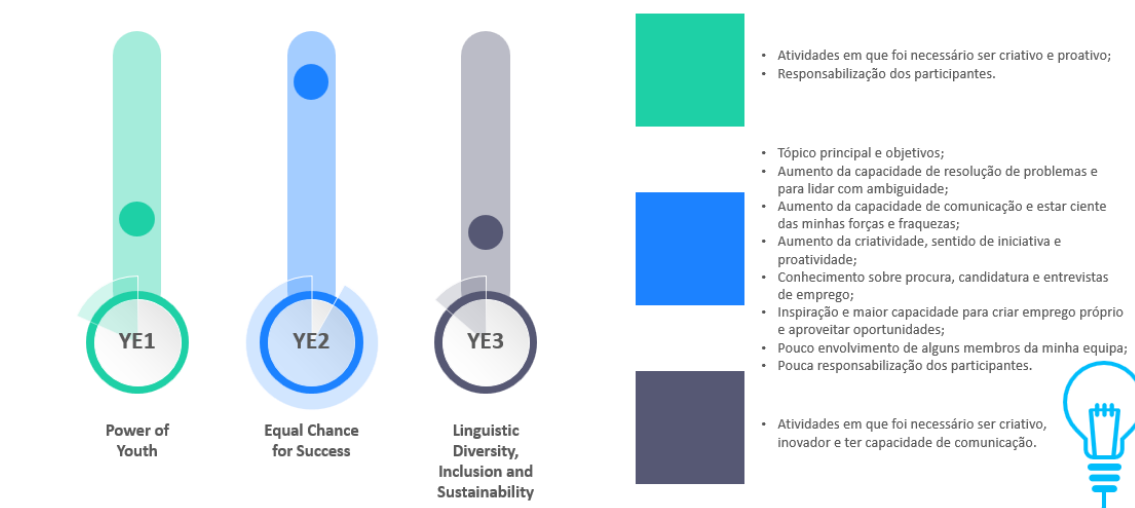 YE1
YE2
YE3
Power of
Youth
Equal Chance
for Success
Linguistic
Diversity,
Inclusion and
Sustainability
• Atividades em que foi necessário ser criativo e proativo;
• Responsabilização dos participantes.
• Tópico principal e objetivos;
• Aumento da capacidade de resolução de problemas e
para lidar com ambiguidade;
• Aumento da capacidade de comunicação e estar ciente
das minhas forças e fraquezas;
• Aumento da criatividade, sentido de iniciativa e
proatividade;
• Conhecimento sobre procura, candidatura e entrevistas
de emprego;
• Inspiração e maior capacidade para criar emprego próprio
e aproveitar oportunidades;
• Pouco envolvimento de alguns membros da minha equipa;
• Pouca responsabilização dos participantes.
• Atividades em que foi necessário ser criativo,
inovador e ter capacidade de comunicação.